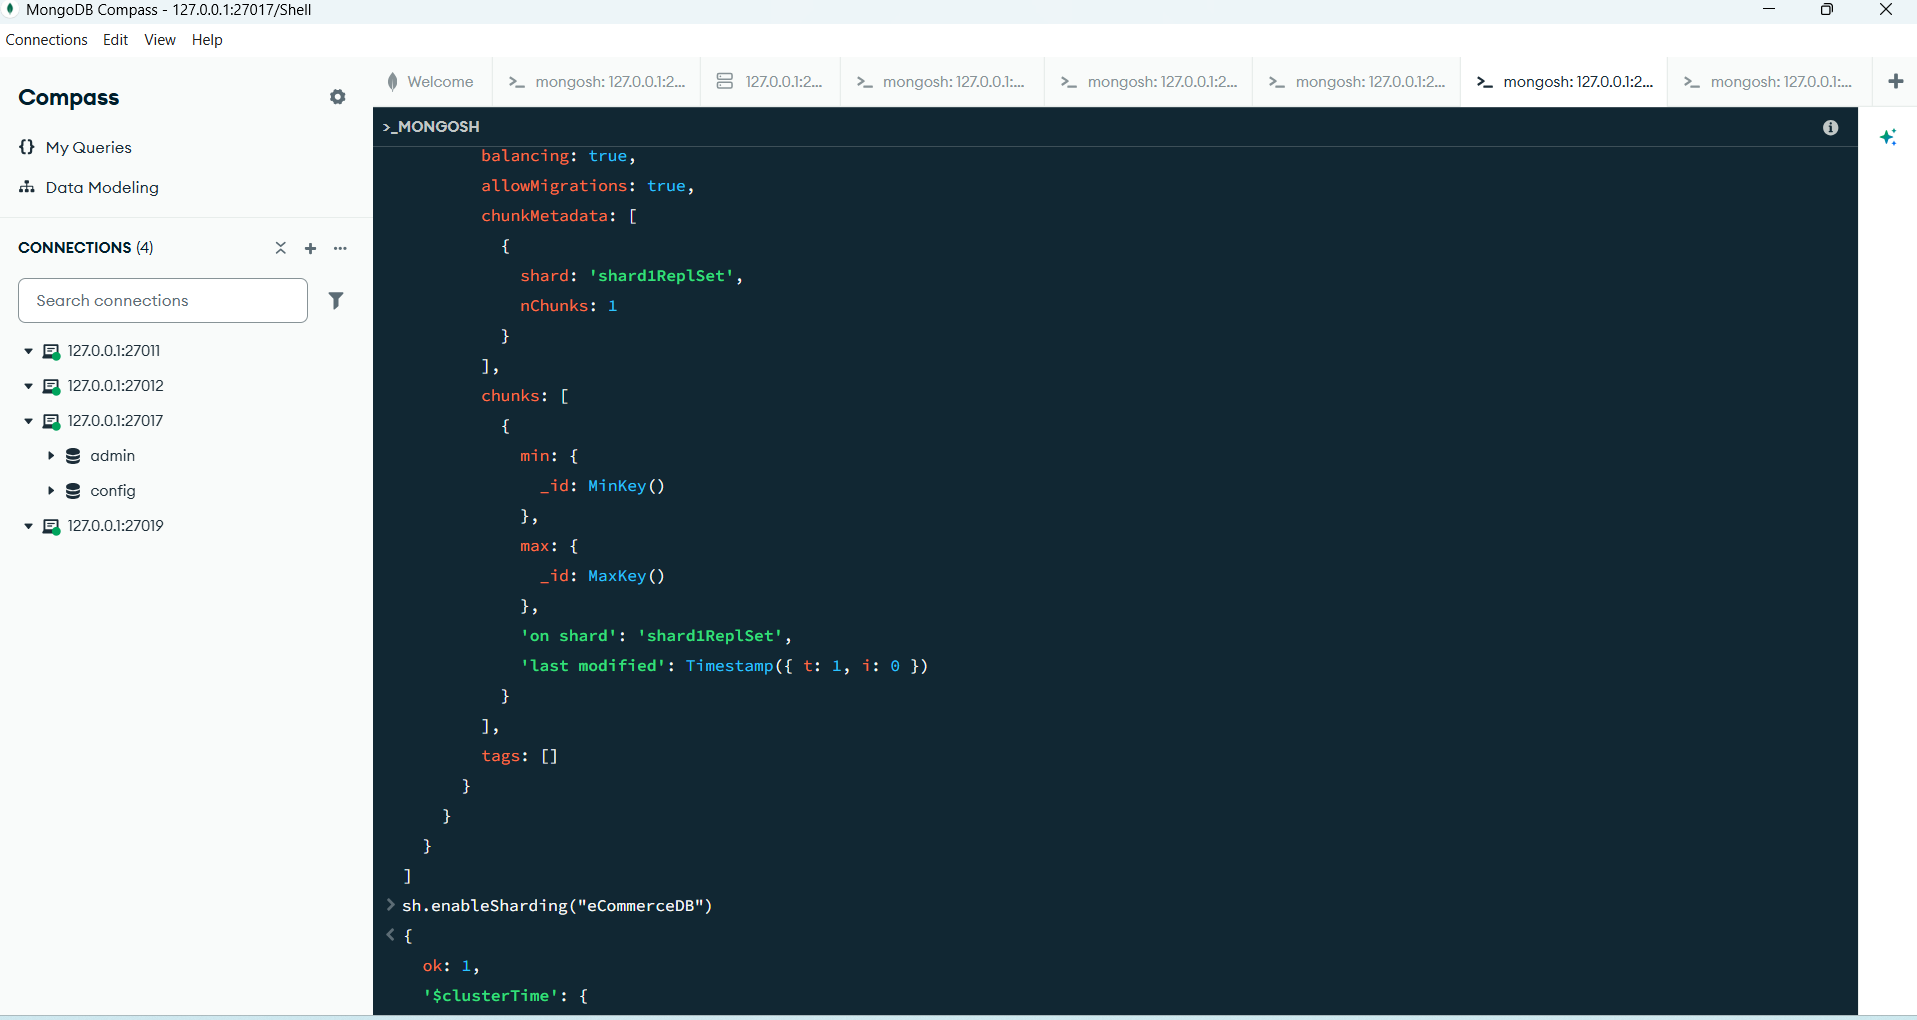 MongoDB Compass - 127.0.0.1:27017/Shell
Connections Edit View Help
Welcome
mongosh: 127.0.0.1:2...
127.0.0.1:2...
mongosh: 127.0.0.1:...
mongosh: 127.0.0.1:2...
mongosh: 127.0.0.1:2...
mongosh: 127.0.0.1:2...
mongosh: 127.0.0.1:...
Compass
My Queries
Data Modeling
CONNECTIONS (4)
Search connections
127.0.0.1:27011
127.0.0.1:27012
127.0.0.1:27017
admin
config
127.0.0.1:27019
>_MONGOSH
balancing: true,
allowMigrations: true,
chunkMetadata: [
{
shard: 'shard1ReplSet',
nChunks: 1
}
],
chunks: [
{
min: {
_id: MinKey()
},
max: {
_id: MaxKey()
},
'on shard': 'shard1ReplSet',
'last modified': Timestamp({ t: 1, i: 0 })
}
],
tags: []
}
}
}
]
> sh.enableSharding("eCommerceDB")
< {
ok: 1,
'$clusterTime': {